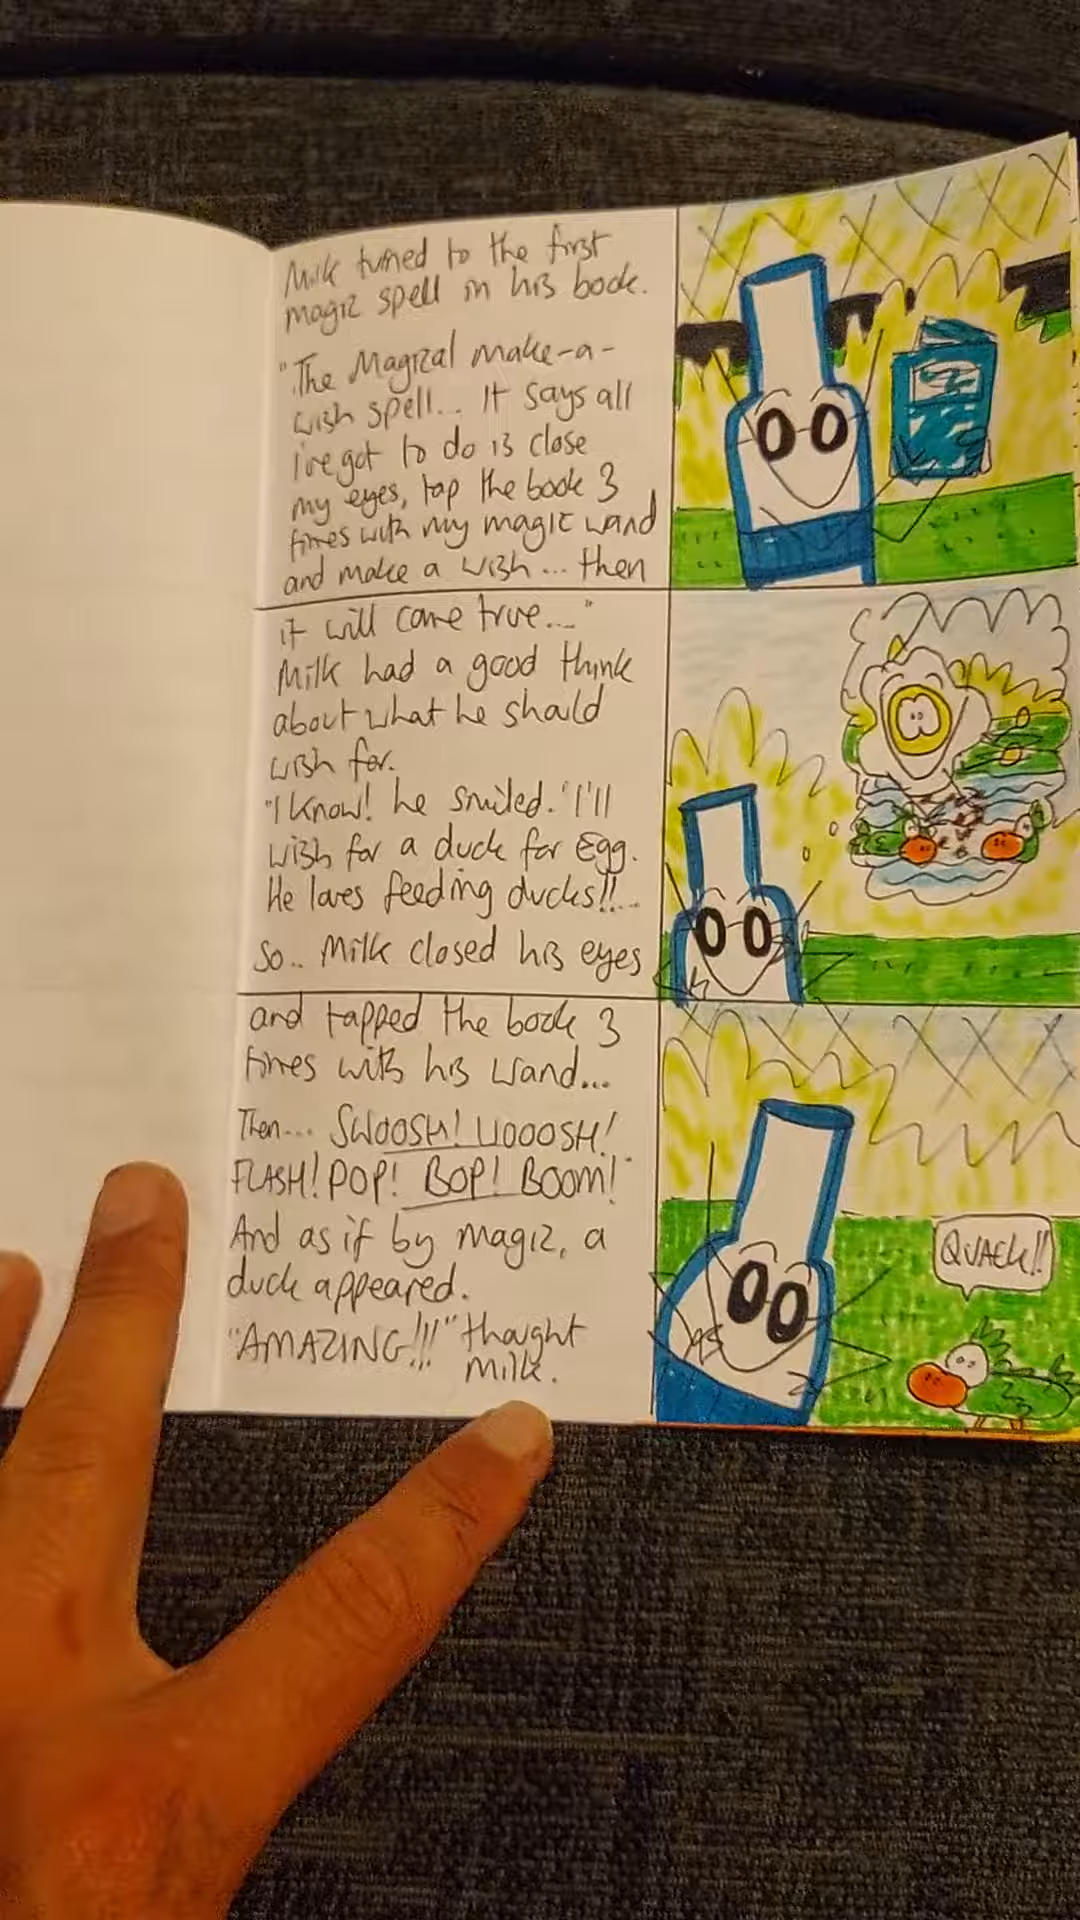 Milk turned to the first
magic spell in his book.
"The Magical make-a-
wish spell... It says all
I've got to do is close
my eyes, tap the book 3
times with my magic wand
and make a wish... then
it will come true...."
Milk had a good think
about what he should
wish for.
"I know! he smiled. 'I'll
wish for a duck for Egg.
He loves feeding ducks!!...
So.. Milk closed his eyes
and tapped the book 3
times with his wand...
Then... SWOOSH! WOOOSH!
FLASH! POP! BOP! BOOM!
And as if by magic, a
duck appeared.
"AMAZING!!!" thought
Milk.
QUACK!!